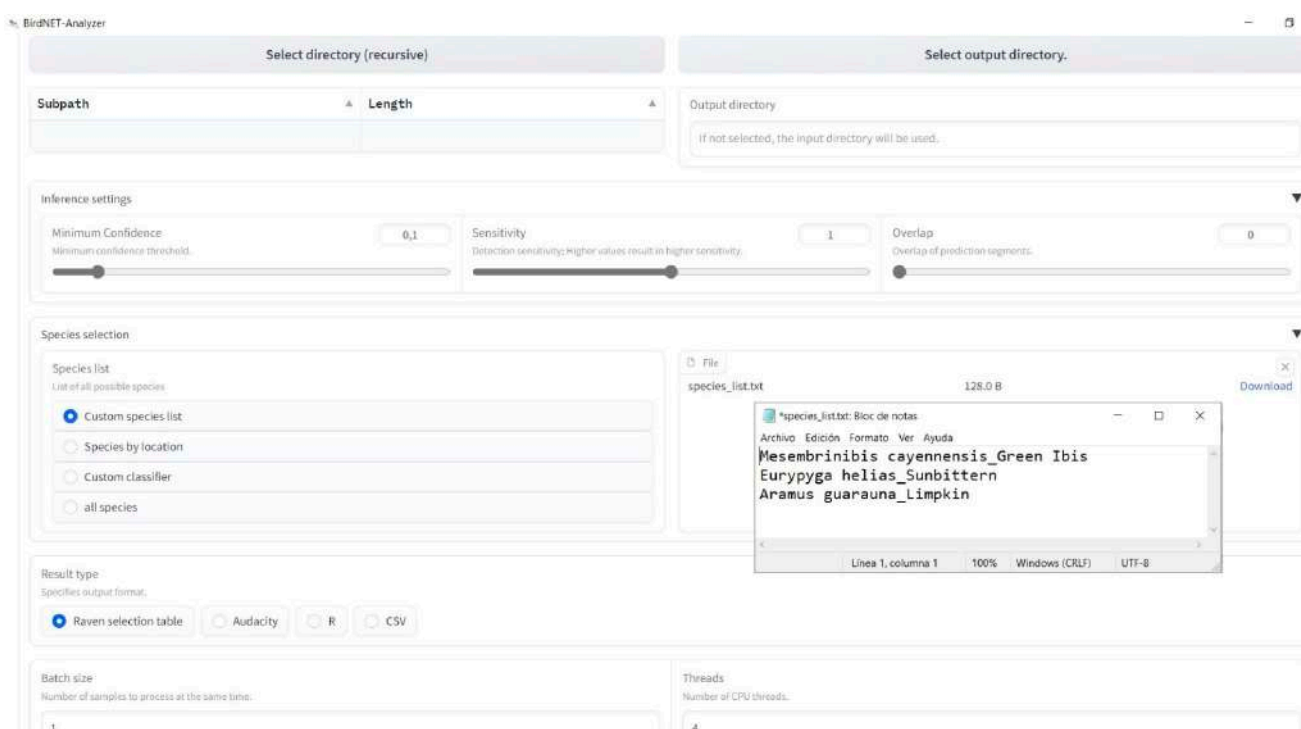 BirdNET-Analyzer
Select directory (recursive)
Select output directory.
Subpath
Length
Output directory
If not selected, the input directory will be used.
Inference settings
Minimum Confidence
0,1
Minimum confidence threshold.
Sensitivity
1
Detection sensitivity; Higher values result in higher sensitivity.
Overlap
0
Overlap of prediction segments.
Species selection
Species list
List of all possible species
Custom species list
Species by location
Custom classifier
all species
File
species_list.txt
128.0 B
Download
*species_list.txt: Bloc de notas
Archivo Edición Formato Ver Ayuda
Mesembrinibis cayennensis_Green Ibis
Eurypyga helias_Sunbittern
Aramus guarauna_Limpkin
Línea 1, columna 1
100%
Windows (CRLF)
UTF-8
Result type
Specifies output format.
Raven selection table
Audacity
R
CSV
Batch size
Number of samples to process at the same time.
1
Threads
Number of CPU threads.
4